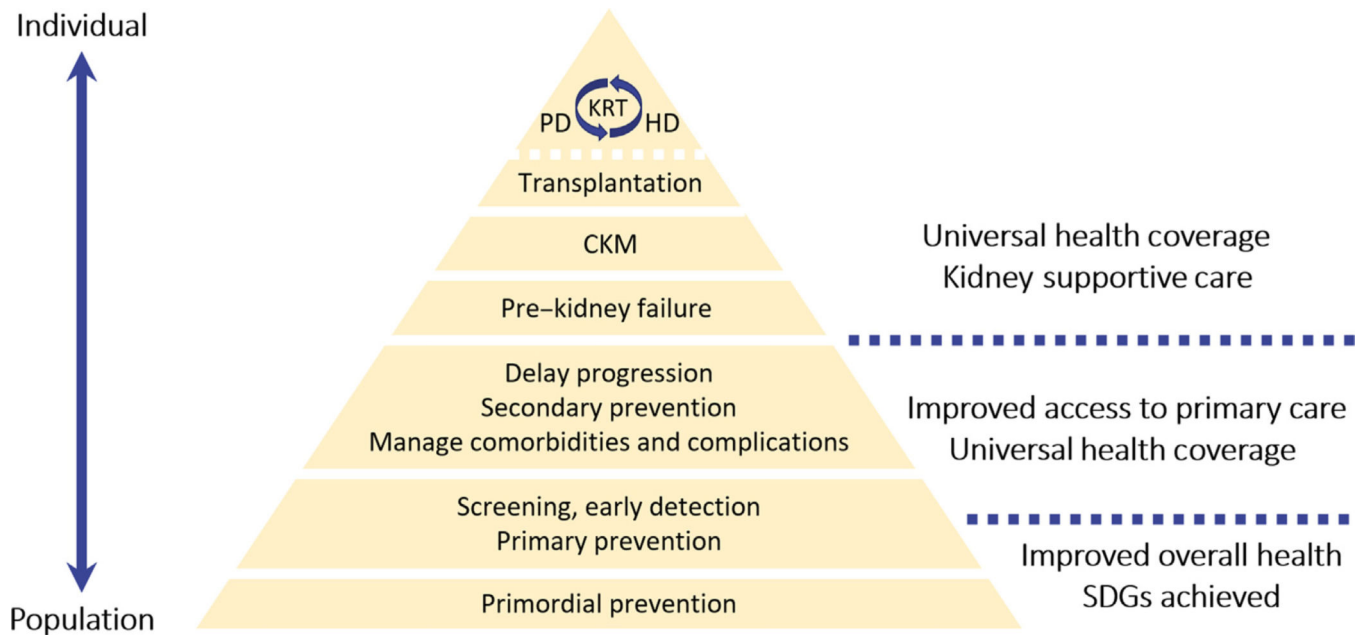 Individual
KRT
PD
HD
Transplantation
CKM
Pre–kidney failure
Delay progression
Secondary prevention
Manage comorbidities and complications
Screening, early detection
Primary prevention
Primordial prevention
Population
Universal health coverage
Kidney supportive care
Improved access to primary care
Universal health coverage
Improved overall health
SDGs achieved